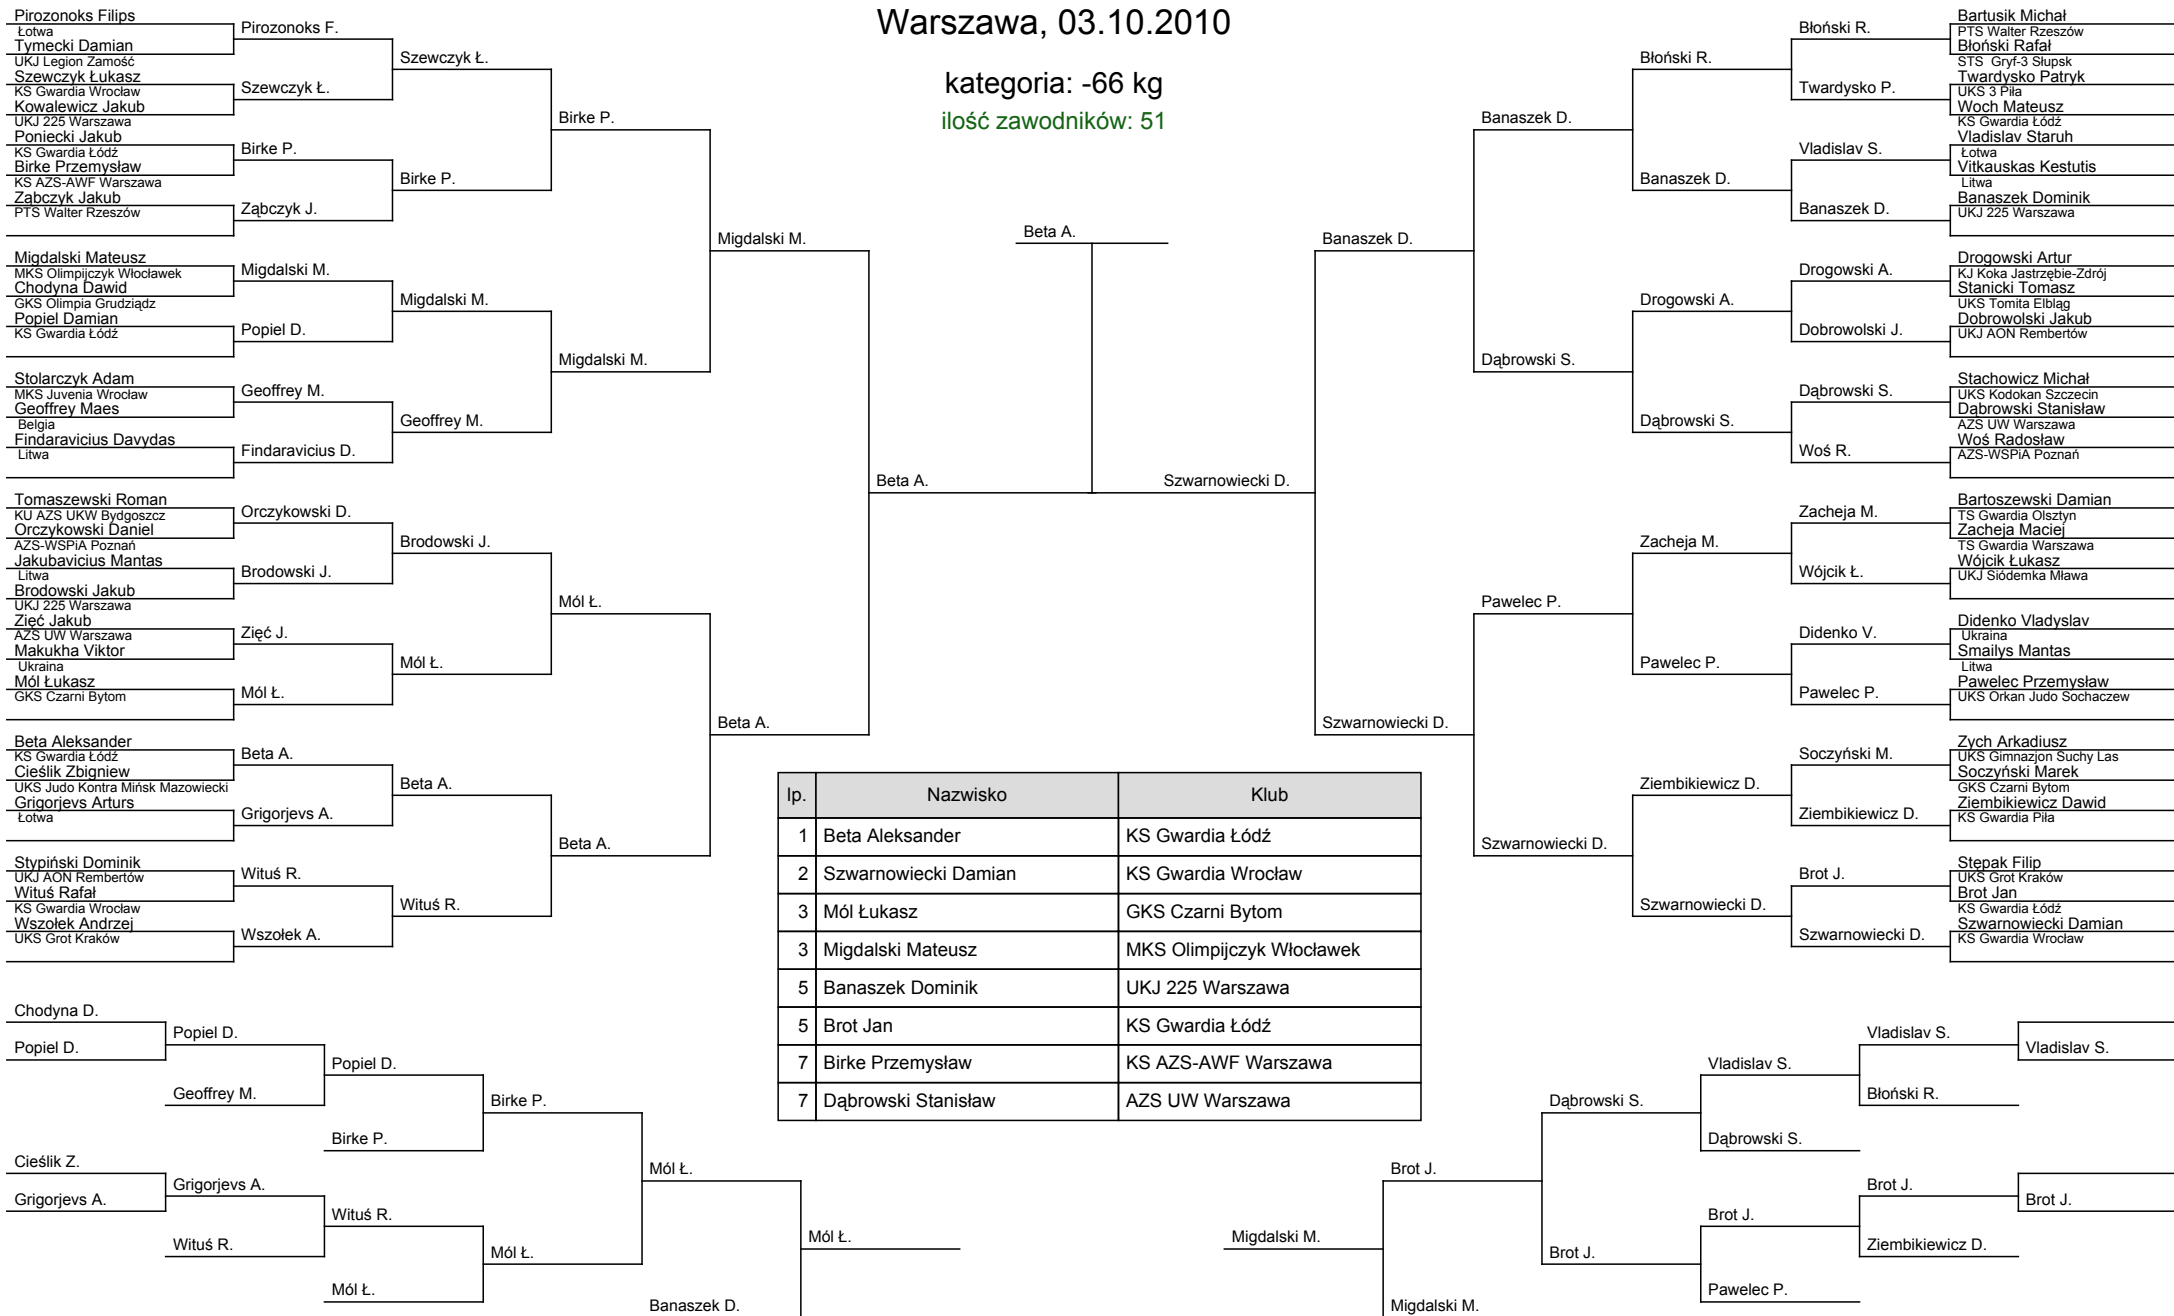 Warszawa, 03.10.2010
kategoria: -66 kg
ilość zawodników: 51
Pirozonoks Filips
Łotwa
Tymecki Damian
UKJ Legion Zamość
Szewczyk Łukasz
KS Gwardia Wrocław
Kowalewicz Jakub
UKJ 225 Warszawa
Poniecki Jakub
KS Gwardia Łódź
Birke Przemysław
KS AZS-AWF Warszawa
Ząbczyk Jakub
PTS Walter Rzeszów
Migdalski Mateusz
MKS Olimpijczyk Włocławek
Chodyna Dawid
GKS Olimpia Grudziądz
Popiel Damian
KS Gwardia Łódź
Stolarczyk Adam
MKS Juvenia Wrocław
Geoffrey Maes
Belgia
Findaravicius Davydas
Litwa
Tomaszewski Roman
KU AZS UKW Bydgoszcz
Orczykowski Daniel
AZS-WSPiA Poznań
Jakubavicius Mantas
Litwa
Brodowski Jakub
UKJ 225 Warszawa
Zięć Jakub
AZS UW Warszawa
Makukha Viktor
Ukraina
Mól Łukasz
GKS Czarni Bytom
Beta Aleksander
KS Gwardia Łódź
Cieślik Zbigniew
UKS Judo Kontra Mińsk Mazowiecki
Grigorjevs Arturs
Łotwa
Stypiński Dominik
UKJ AON Rembertów
Wituś Rafał
KS Gwardia Wrocław
Wszołek Andrzej
UKS Grot Kraków
Pirozonoks F.
Szewczyk Ł.
Birke P.
Ząbczyk J.
Migdalski M.
Popiel D.
Geoffrey M.
Findaravicius D.
Orczykowski D.
Brodowski J.
Zięć J.
Mól Ł.
Beta A.
Grigorjevs A.
Wituś R.
Wszołek A.
Szewczyk Ł.
Birke P.
Migdalski M.
Geoffrey M.
Brodowski J.
Mól Ł.
Beta A.
Wituś R.
Birke P.
Migdalski M.
Mól Ł.
Beta A.
Migdalski M.
Beta A.
Beta A.
Beta A.
Szwarnowiecki D.
Banaszek D.
Szwarnowiecki D.
Banaszek D.
Dąbrowski S.
Pawelec P.
Szwarnowiecki D.
Błoński R.
Banaszek D.
Drogowski A.
Dąbrowski S.
Zacheja M.
Pawelec P.
Ziembikiewicz D.
Szwarnowiecki D.
Błoński R.
Twardysko P.
Vladislav S.
Banaszek D.
Drogowski A.
Dobrowolski J.
Dąbrowski S.
Woś R.
Zacheja M.
Wójcik Ł.
Didenko V.
Pawelec P.
Soczyński M.
Ziembikiewicz D.
Brot J.
Szwarnowiecki D.
Bartusik Michał
PTS Walter Rzeszów
Błoński Rafał
STS Gryf-3 Słupsk
Twardysko Patryk
UKS 3 Piła
Woch Mateusz
KS Gwardia Łódź
Vladislav Staruh
Łotwa
Vitkauskas Kestutis
Litwa
Banaszek Dominik
UKJ 225 Warszawa
Drogowski Artur
KJ Koka Jastrzębie-Zdrój
Stanicki Tomasz
UKS Tomita Elbląg
Dobrowolski Jakub
UKJ AON Rembertów
Stachowicz Michał
UKS Kodokan Szczecin
Dąbrowski Stanisław
AZS UW Warszawa
Woś Radosław
AZS-WSPiA Poznań
Bartoszewski Damian
TS Gwardia Olsztyn
Zacheja Maciej
TS Gwardia Warszawa
Wójcik Łukasz
UKJ Siódemka Mława
Didenko Vladyslav
Ukraina
Smailys Mantas
Litwa
Pawelec Przemysław
UKS Orkan Judo Sochaczew
Zych Arkadiusz
UKS Gimnazjon Suchy Las
Soczyński Marek
GKS Czarni Bytom
Ziembikiewicz Dawid
KS Gwardia Piła
Stępak Filip
UKS Grot Kraków
Brot Jan
KS Gwardia Łódź
Szwarnowiecki Damian
KS Gwardia Wrocław
lp. Nazwisko Klub
1 Beta Aleksander KS Gwardia Łódź
2 Szwarnowiecki Damian KS Gwardia Wrocław
3 Mól Łukasz GKS Czarni Bytom
3 Migdalski Mateusz MKS Olimpijczyk Włocławek
5 Banaszek Dominik UKJ 225 Warszawa
5 Brot Jan KS Gwardia Łódź
7 Birke Przemysław KS AZS-AWF Warszawa
7 Dąbrowski Stanisław AZS UW Warszawa
Chodyna D.
Popiel D.
Cieślik Z.
Grigorjevs A.
Popiel D.
Geoffrey M.
Grigorjevs A.
Wituś R.
Popiel D.
Birke P.
Wituś R.
Mól Ł.
Birke P.
Mól Ł.
Mól Ł.
Banaszek D.
Mól Ł.
Migdalski M.
Brot J.
Migdalski M.
Dąbrowski S.
Brot J.
Vladislav S.
Dąbrowski S.
Brot J.
Pawelec P.
Vladislav S.
Błoński R.
Brot J.
Ziembikiewicz D.
Vladislav S.
Brot J.